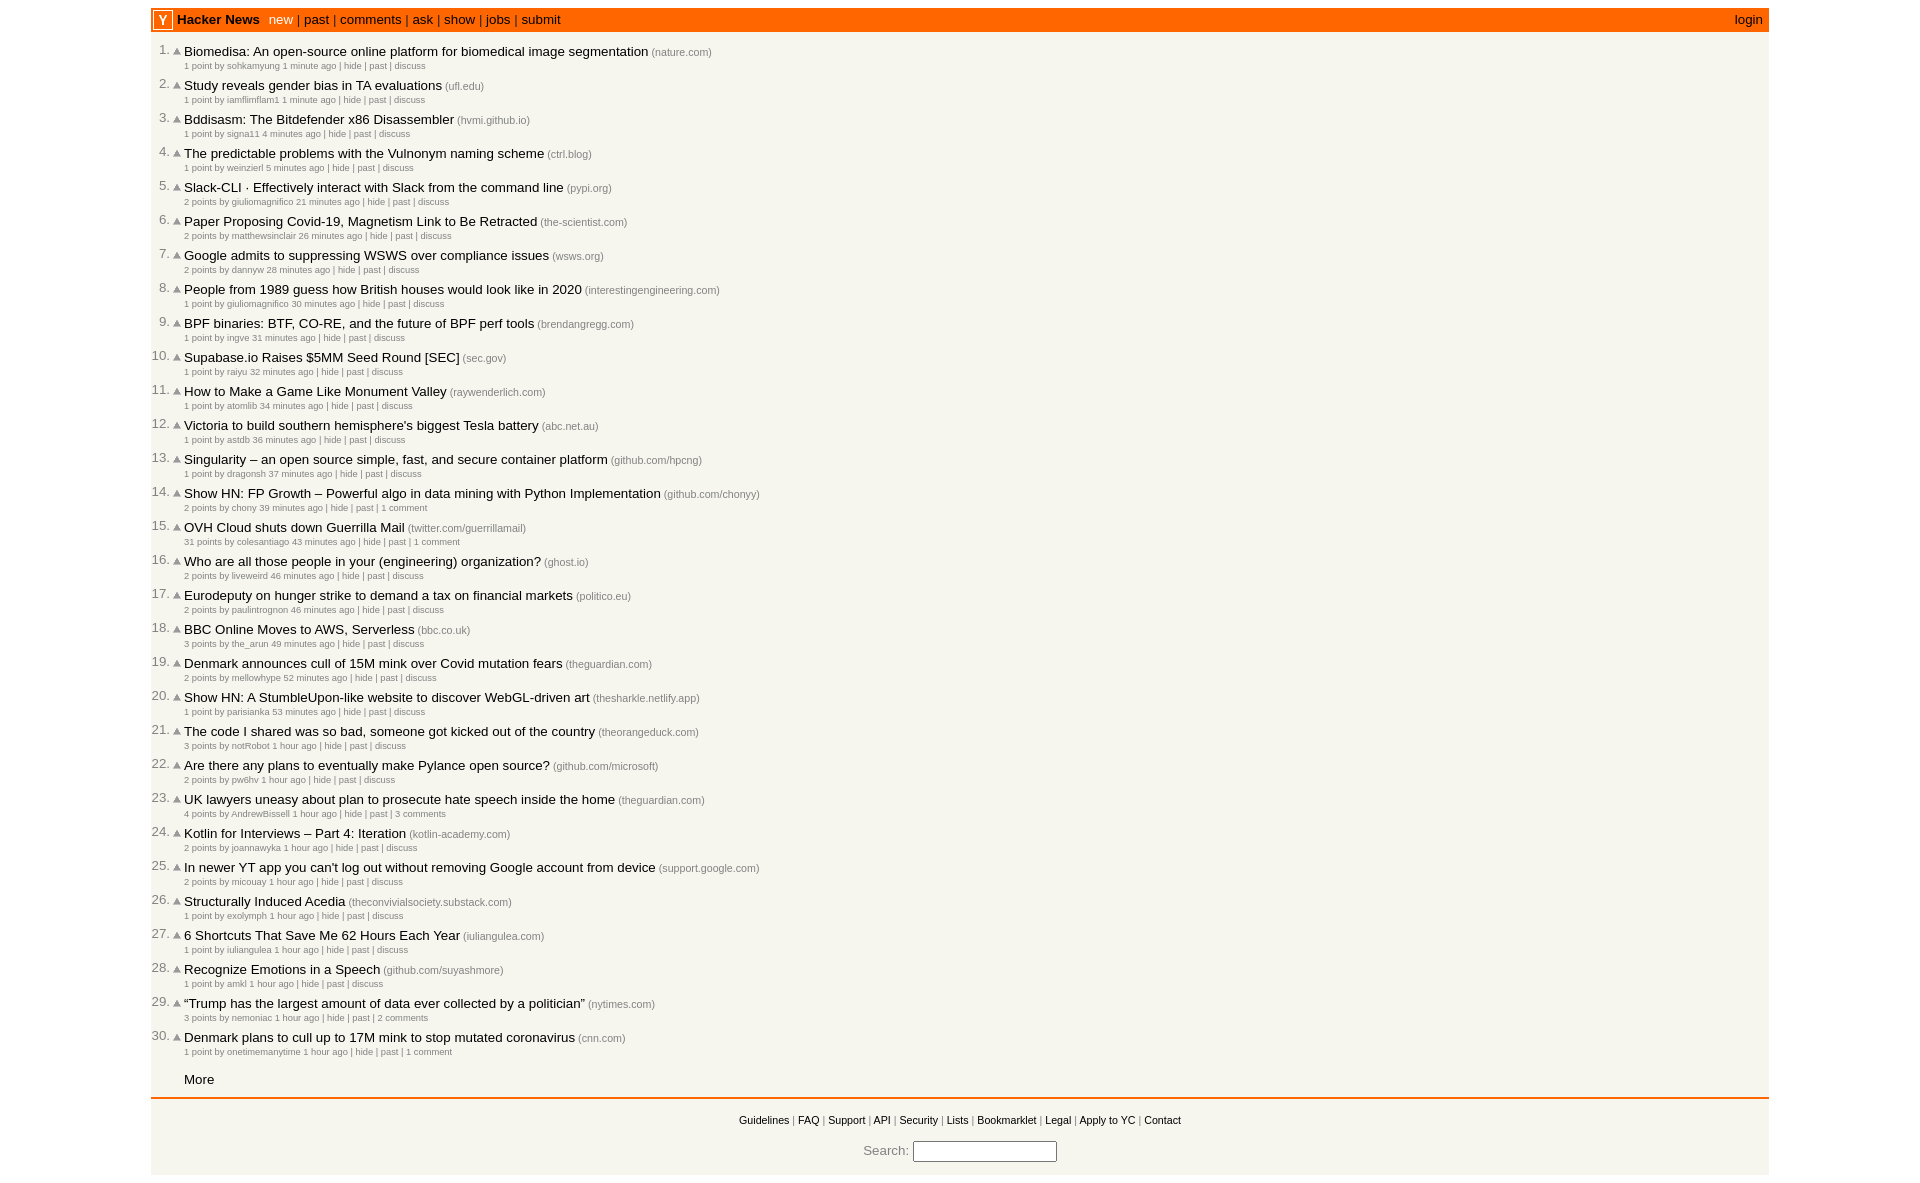 Y Hacker News new | past | comments | ask | show | jobs | submit login
1. Biomedisa: An open-source online platform for biomedical image segmentation (nature.com)
1 point by sohkamyung 1 minute ago | hide | past | discuss
2. Study reveals gender bias in TA evaluations (ufl.edu)
1 point by iamflimflam1 1 minute ago | hide | past | discuss
3. Bddisasm: The Bitdefender x86 Disassembler (hvmi.github.io)
1 point by signa11 4 minutes ago | hide | past | discuss
4. The predictable problems with the Vulnonym naming scheme (ctrl.blog)
1 point by weinzierl 5 minutes ago | hide | past | discuss
5. Slack-CLI · Effectively interact with Slack from the command line (pypi.org)
2 points by giuliomagnifico 21 minutes ago | hide | past | discuss
6. Paper Proposing Covid-19, Magnetism Link to Be Retracted (the-scientist.com)
2 points by matthewsinclair 26 minutes ago | hide | past | discuss
7. Google admits to suppressing WSWS over compliance issues (wsws.org)
2 points by dannyw 28 minutes ago | hide | past | discuss
8. People from 1989 guess how British houses would look like in 2020 (interestingengineering.com)
1 point by giuliomagnifico 30 minutes ago | hide | past | discuss
9. BPF binaries: BTF, CO-RE, and the future of BPF perf tools (brendangregg.com)
1 point by ingve 31 minutes ago | hide | past | discuss
10. Supabase.io Raises $5MM Seed Round [SEC] (sec.gov)
1 point by raiyu 32 minutes ago | hide | past | discuss
11. How to Make a Game Like Monument Valley (raywenderlich.com)
1 point by atomlib 34 minutes ago | hide | past | discuss
12. Victoria to build southern hemisphere's biggest Tesla battery (abc.net.au)
1 point by astdb 36 minutes ago | hide | past | discuss
13. Singularity – an open source simple, fast, and secure container platform (github.com/hpcng)
1 point by dragonsh 37 minutes ago | hide | past | discuss
14. Show HN: FP Growth – Powerful algo in data mining with Python Implementation (github.com/chonyy)
2 points by chony 39 minutes ago | hide | past | 1 comment
15. OVH Cloud shuts down Guerrilla Mail (twitter.com/guerrillamail)
31 points by colesantiago 43 minutes ago | hide | past | 1 comment
16. Who are all those people in your (engineering) organization? (ghost.io)
2 points by liveweird 46 minutes ago | hide | past | discuss
17. Eurodeputy on hunger strike to demand a tax on financial markets (politico.eu)
2 points by paulintrognon 46 minutes ago | hide | past | discuss
18. BBC Online Moves to AWS, Serverless (bbc.co.uk)
3 points by the_arun 49 minutes ago | hide | past | discuss
19. Denmark announces cull of 15M mink over Covid mutation fears (theguardian.com)
2 points by mellowhype 52 minutes ago | hide | past | discuss
20. Show HN: A StumbleUpon-like website to discover WebGL-driven art (thesharkle.netlify.app)
1 point by parisianka 53 minutes ago | hide | past | discuss
21. The code I shared was so bad, someone got kicked out of the country (theorangeduck.com)
3 points by notRobot 1 hour ago | hide | past | discuss
22. Are there any plans to eventually make Pylance open source? (github.com/microsoft)
2 points by pw6hv 1 hour ago | hide | past | discuss
23. UK lawyers uneasy about plan to prosecute hate speech inside the home (theguardian.com)
4 points by AndrewBissell 1 hour ago | hide | past | 3 comments
24. Kotlin for Interviews – Part 4: Iteration (kotlin-academy.com)
2 points by joannawyka 1 hour ago | hide | past | discuss
25. In newer YT app you can't log out without removing Google account from device (support.google.com)
2 points by micouay 1 hour ago | hide | past | discuss
26. Structurally Induced Acedia (theconvivialsociety.substack.com)
1 point by exolymph 1 hour ago | hide | past | discuss
27. 6 Shortcuts That Save Me 62 Hours Each Year (iuliangulea.com)
1 point by iuliangulea 1 hour ago | hide | past | discuss
28. Recognize Emotions in a Speech (github.com/suyashmore)
1 point by amkl 1 hour ago | hide | past | discuss
29. “Trump has the largest amount of data ever collected by a politician” (nytimes.com)
3 points by nemoniac 1 hour ago | hide | past | 2 comments
30. Denmark plans to cull up to 17M mink to stop mutated coronavirus (cnn.com)
1 point by onetimemanytime 1 hour ago | hide | past | 1 comment
More
Guidelines | FAQ | Support | API | Security | Lists | Bookmarklet | Legal | Apply to YC | Contact
Search: